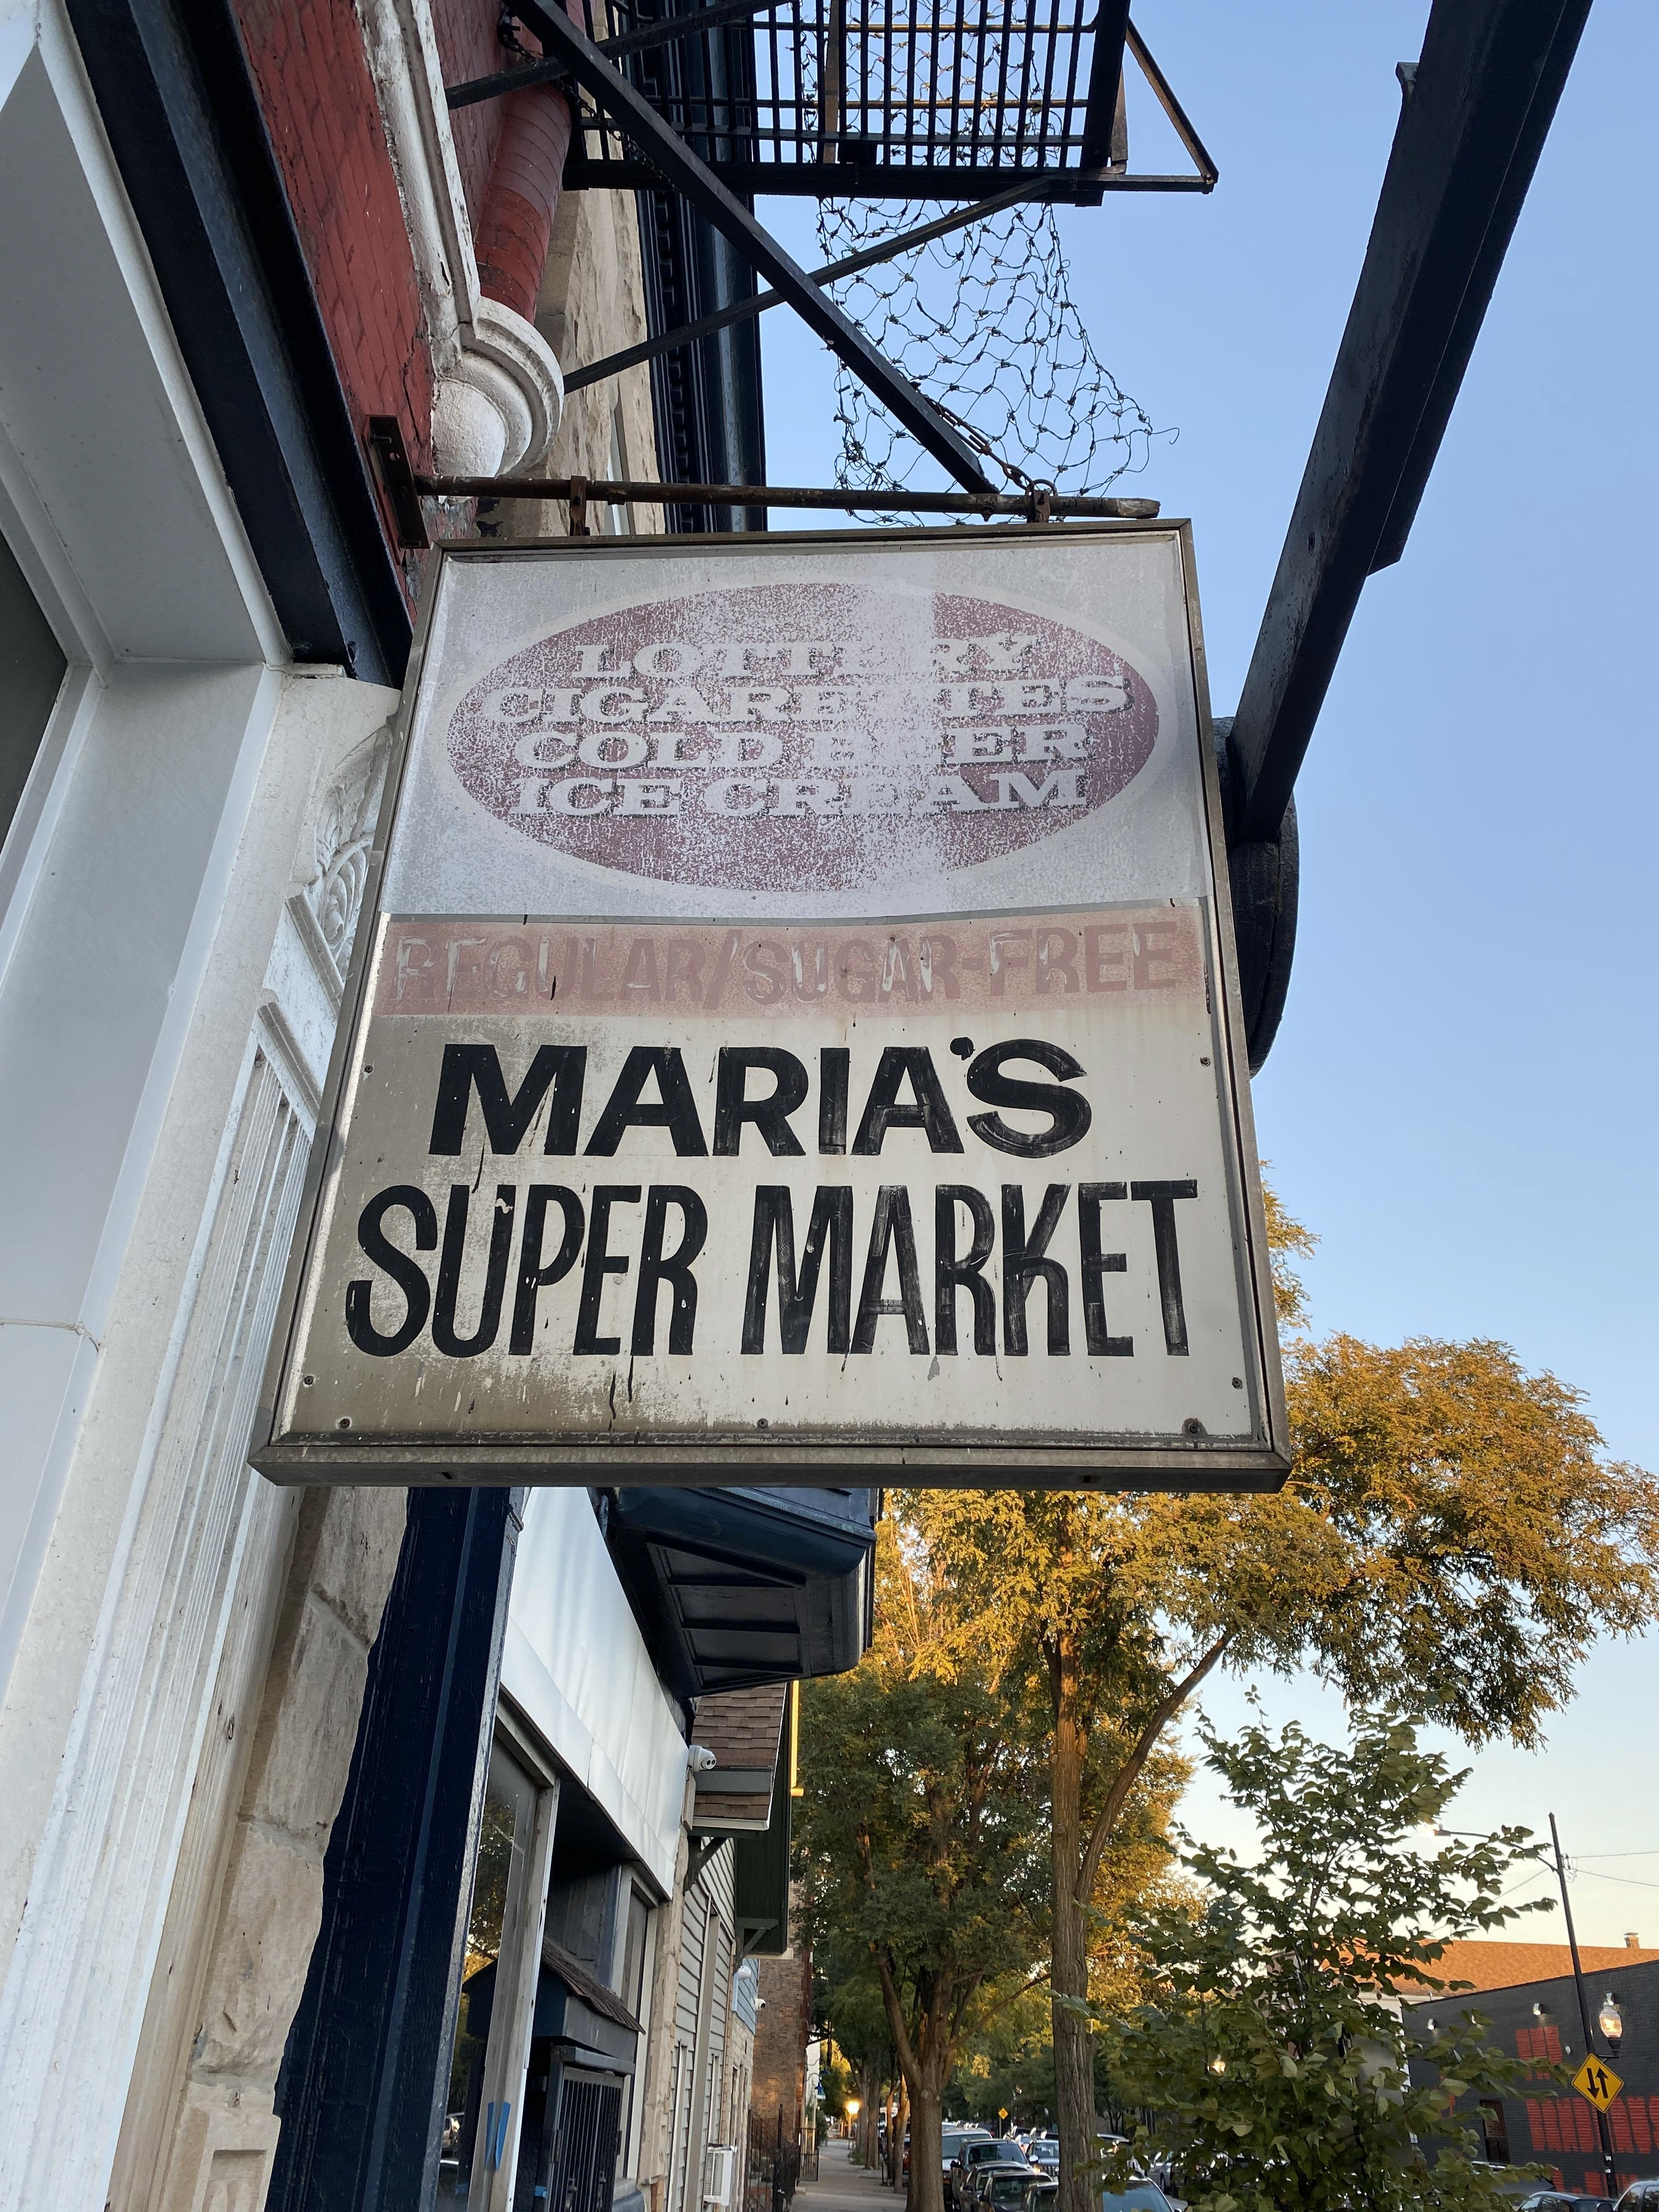 LOTTERY
CIGARETTES
COLD BEER
ICE CREAM
REGULAR/SUGAR-FREE
MARIA'S
SUPER MARKET